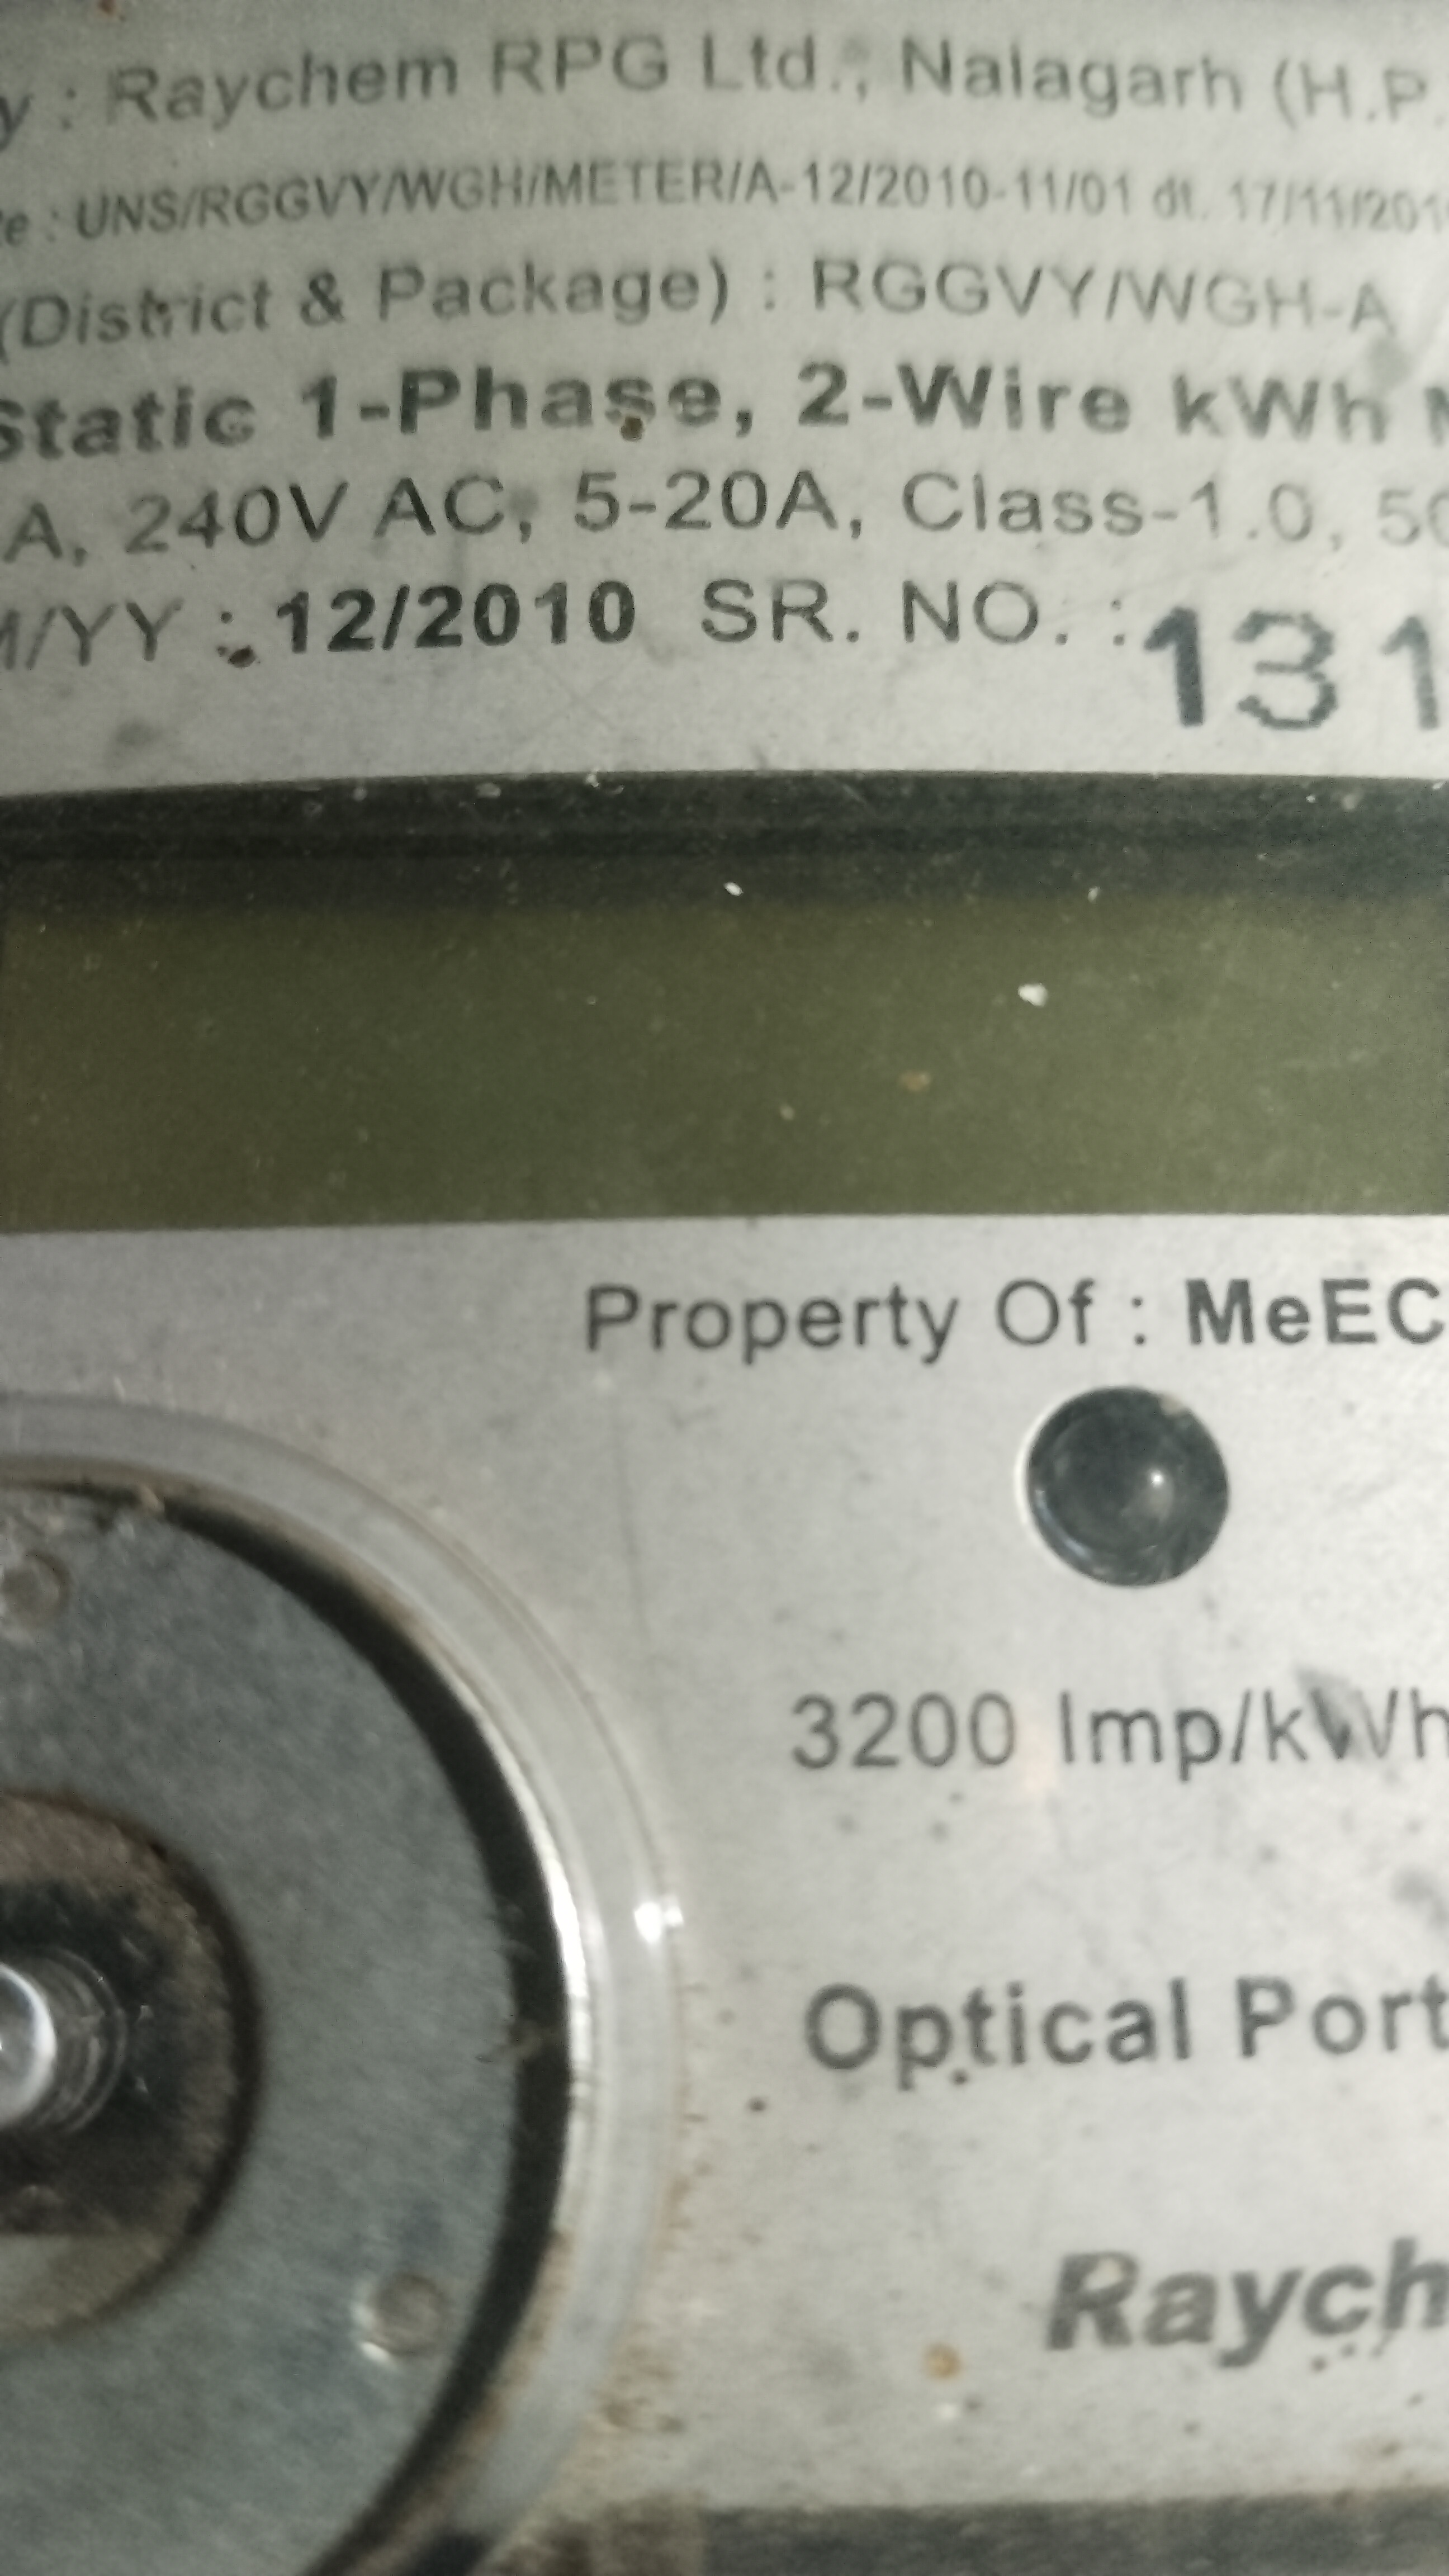 y : Raychem RPG Ltd., Nalagarh (H.P.
te : UNS/RGGVY/WGH/METER/A-12/2010-11/01 dt. 17/11/201
(District & Package) : RGGVY/WGH-A
Static 1-Phase, 2-Wire kWh M
A, 240V AC, 5-20A, Class-1.0, 50
M/YY : 12/2010 SR. NO. : 131
Property Of : MeEC
3200 Imp/kWh
Optical Port
Raych